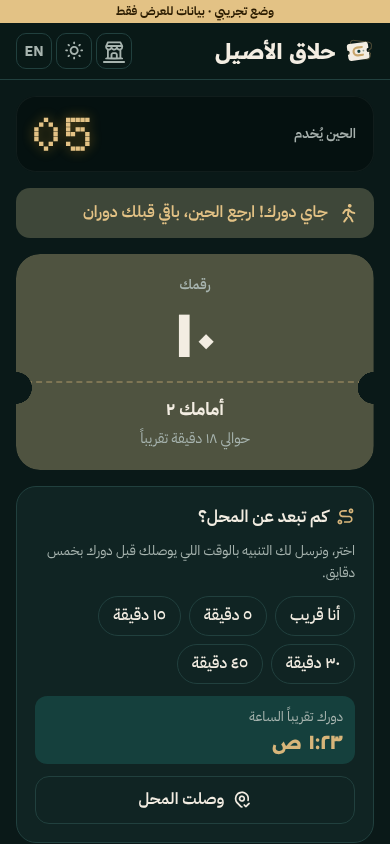 وضع تجريبي · بيانات للعرض فقط
حلاق الأصيل
EN
الحين يُخدم
05
جاي دورك! ارجع الحين، باقي قبلك دوران
رقمك
١٠
أمامك ٢
حوالي ١٨ دقيقة تقريباً
كم تبعد عن المحل؟
اختر، ونرسل لك التنبيه بالوقت اللي يوصلك قبل دورك بخمس
دقايق.
أنا قريب
٥ دقيقة
١٥ دقيقة
٣٠ دقيقة
٤٥ دقيقة
دورك تقريباً الساعة
١:٢٣ ص
وصلت المحل